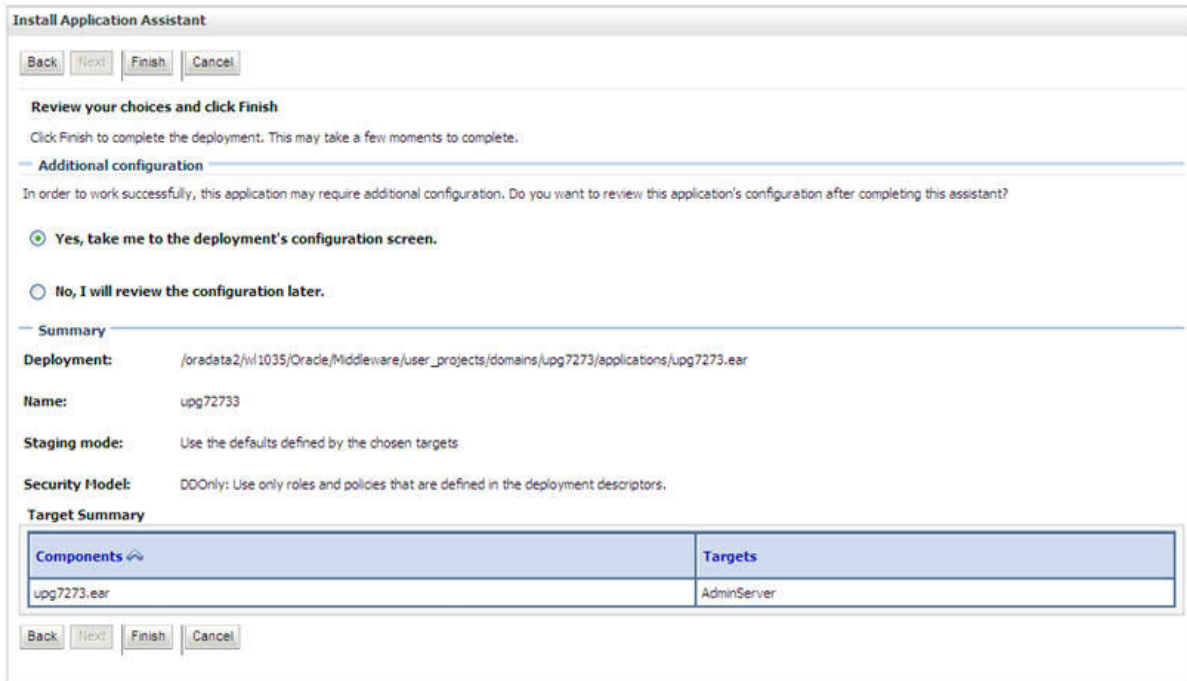 Install Application Assistant
Back Next Finish Cancel
Review your choices and click Finish
Click Finish to complete the deployment. This may take a few moments to complete.
Additional configuration
In order to work successfully, this application may require additional configuration. Do you want to review this application's configuration after completing this assistant?
Yes, take me to the deployment's configuration screen.
No, I will review the configuration later.
Summary
Deployment: /oradata2/wl1035/Oracle/Middleware/user_projects/domains/upg7273/applications/upg7273.ear
Name: upg72733
Staging mode: Use the defaults defined by the chosen targets
Security Model: DDOnly: Use only roles and policies that are defined in the deployment descriptors.
Target Summary
Components Targets
upg7273.ear AdminServer
Back Next Finish Cancel